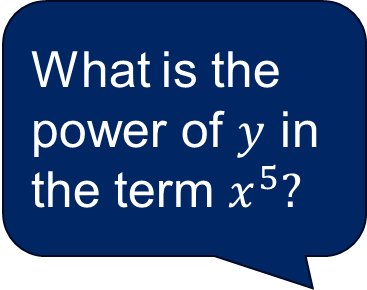 What is the
power of 𝑦 in
the term 𝑥⁵?